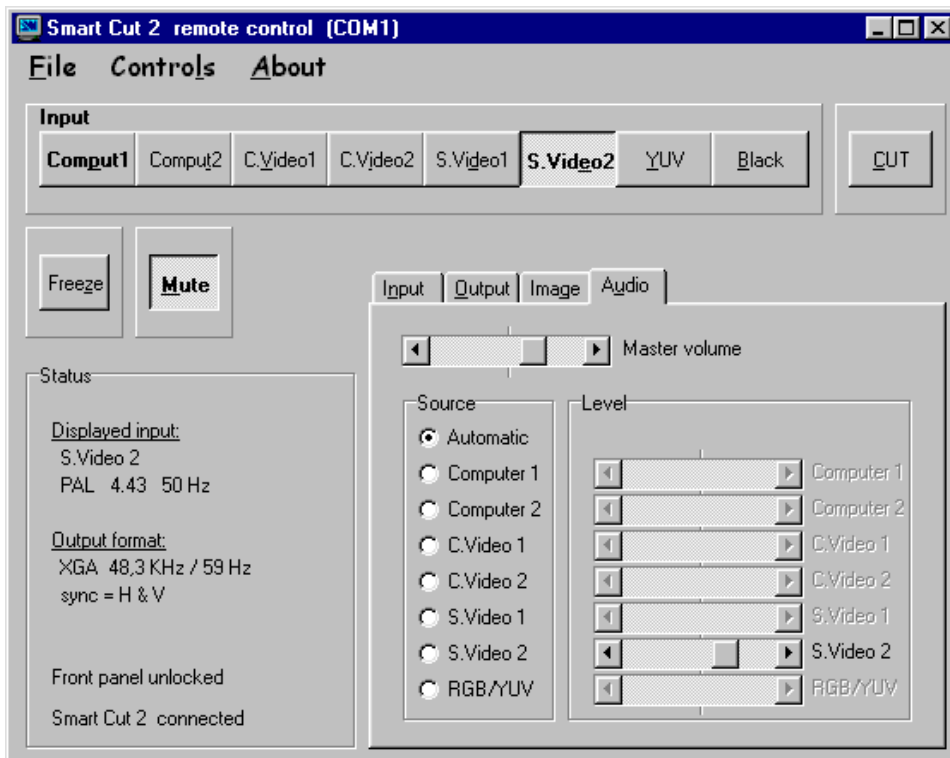 Smart Cut 2 remote control (COM1)
File Controls About
Input
Comput1 Comput2 C.Video1 C.Video2 S.Video1 S.Video2 YUV Black CUT
Freeze Mute
Input Output Image Audio
Master volume
Status
Displayed input:
S.Video 2
PAL 4.43 50 Hz
Output format:
XGA 48,3 KHz / 59 Hz
sync = H & V
Front panel unlocked
Smart Cut 2 connected
Source
Automatic
Computer 1
Computer 2
C.Video 1
C.Video 2
S.Video 1
S.Video 2
RGB/YUV
Level
Computer 1
Computer 2
C.Video 1
C.Video 2
S.Video 1
S.Video 2
RGB/YUV